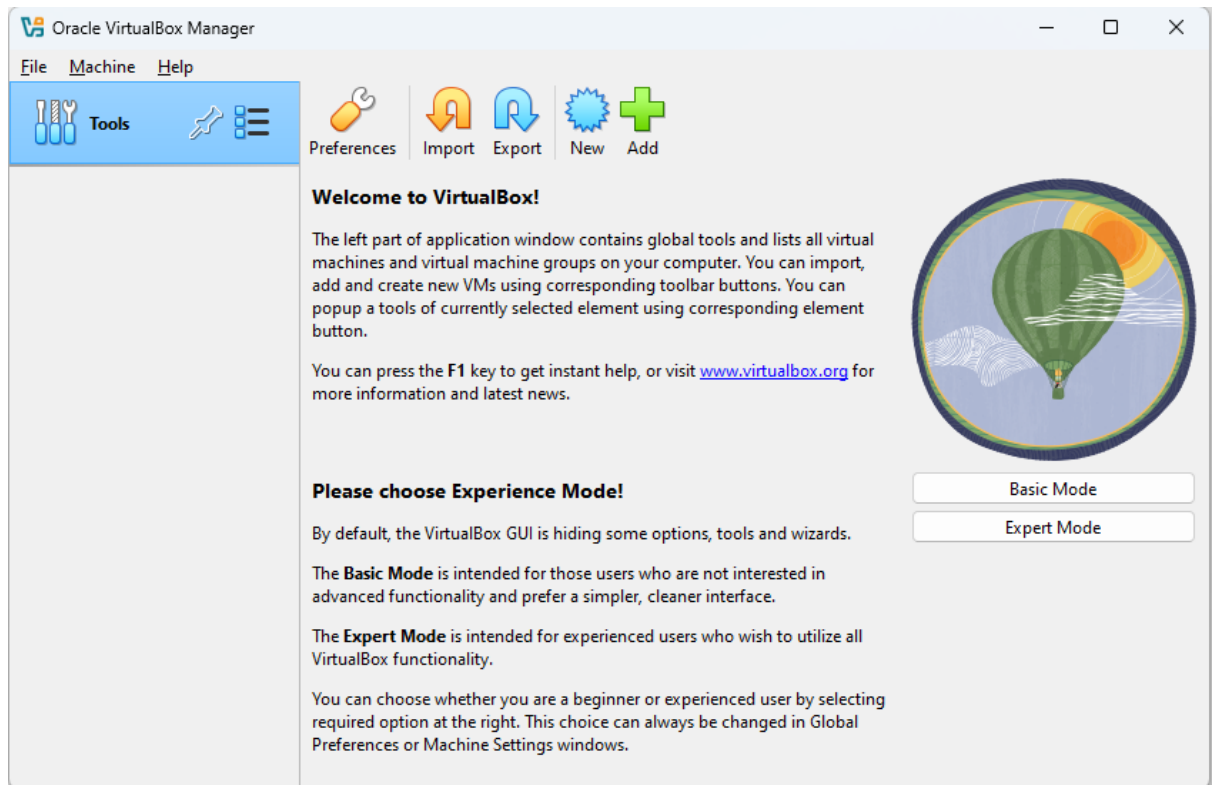 Oracle VirtualBox Manager
File Machine Help
Tools
Preferences Import Export New Add
Welcome to VirtualBox!
The left part of application window contains global tools and lists all virtual
machines and virtual machine groups on your computer. You can import,
add and create new VMs using corresponding toolbar buttons. You can
popup a tools of currently selected element using corresponding element
button.
You can press the F1 key to get instant help, or visit www.virtualbox.org for
more information and latest news.
Please choose Experience Mode!
By default, the VirtualBox GUI is hiding some options, tools and wizards.
The Basic Mode is intended for those users who are not interested in
advanced functionality and prefer a simpler, cleaner interface.
The Expert Mode is intended for experienced users who wish to utilize all
VirtualBox functionality.
You can choose whether you are a beginner or experienced user by selecting
required option at the right. This choice can always be changed in Global
Preferences or Machine Settings windows.
Basic Mode
Expert Mode